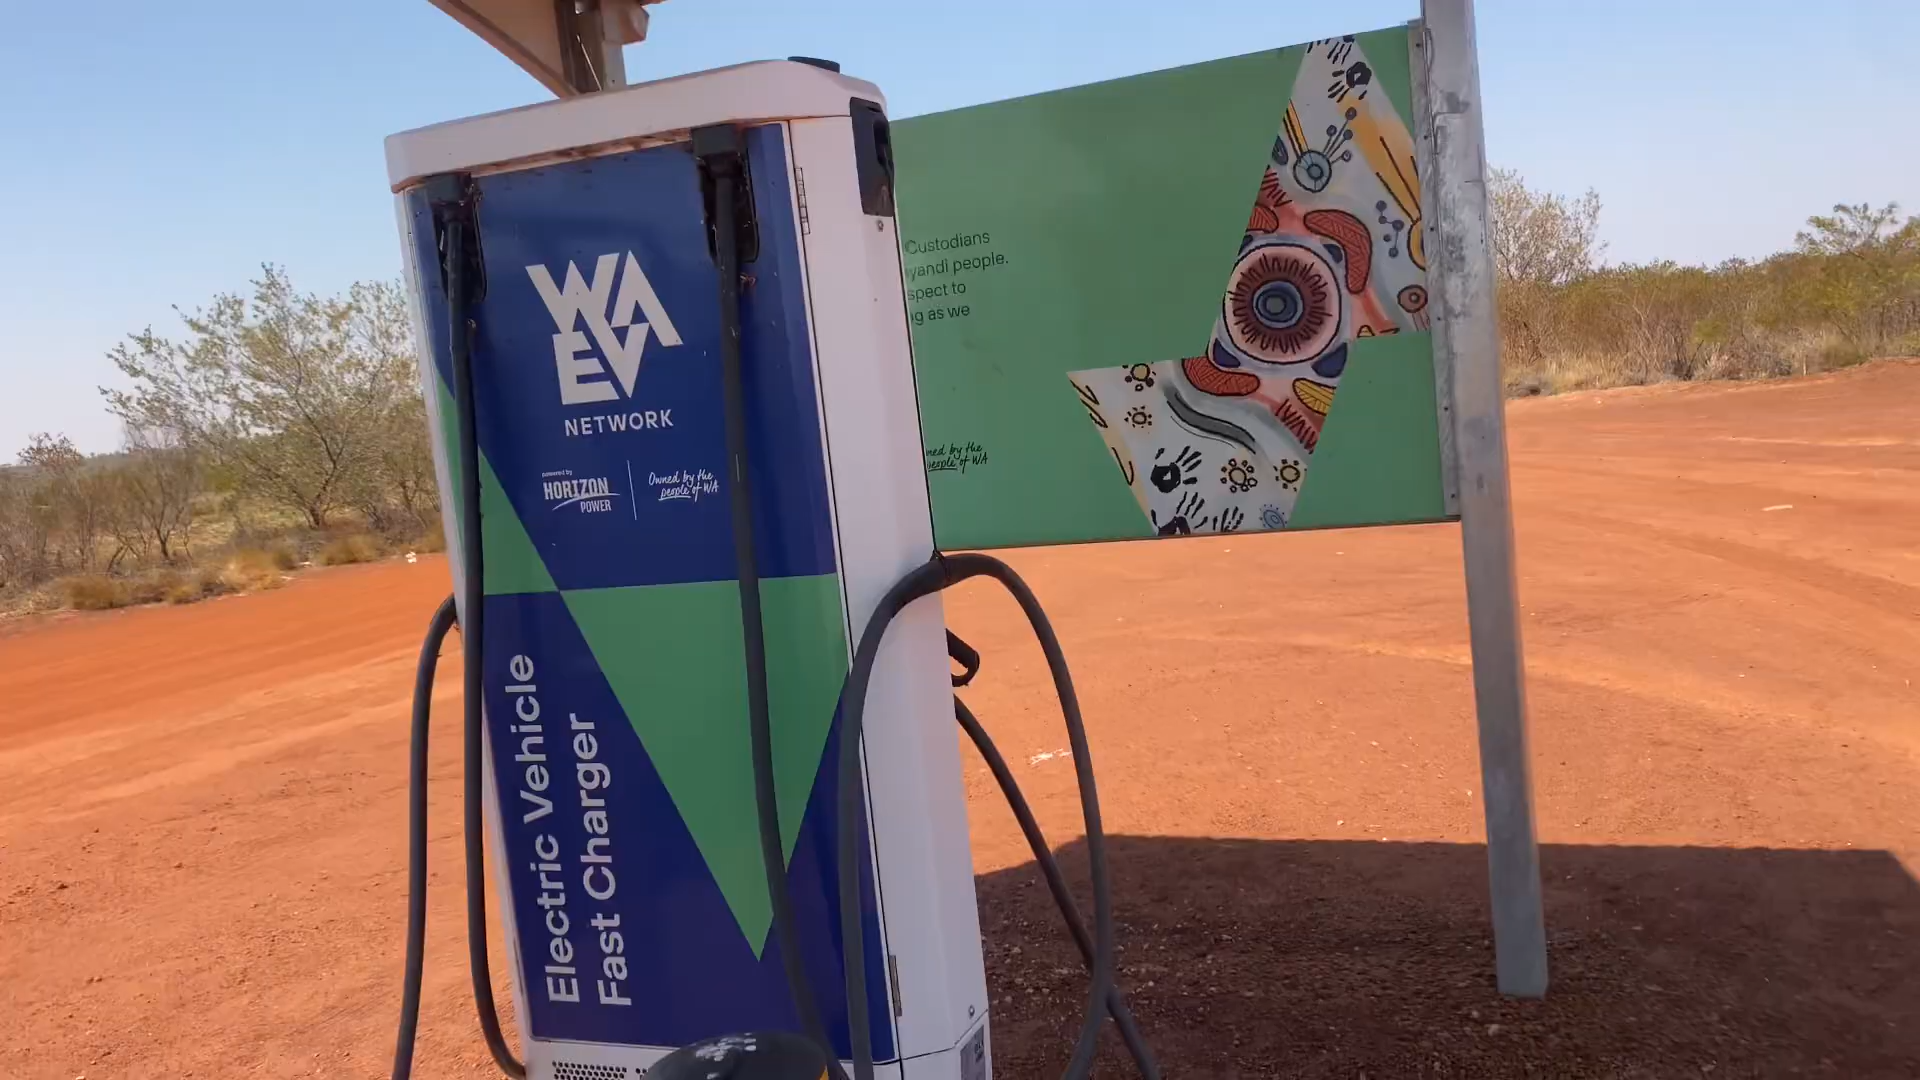 WA
EV
NETWORK
powered by
HORIZON
POWER
Owned by the
people of WA
Electric Vehicle
Fast Charger
Custodians
yandi people.
spect to
as we
ned by the
people of WA